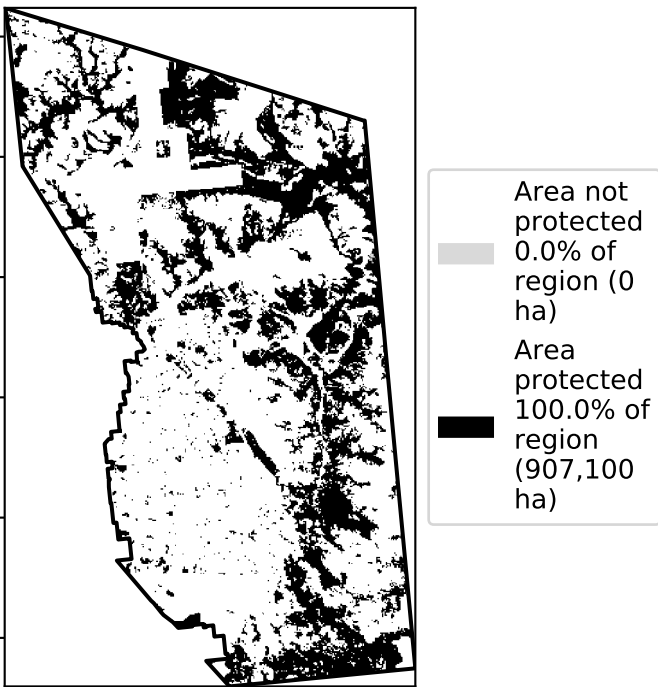 Area not
protected
0.0% of
region (0
ha)
Area
protected
100.0% of
region
(907,100
ha)